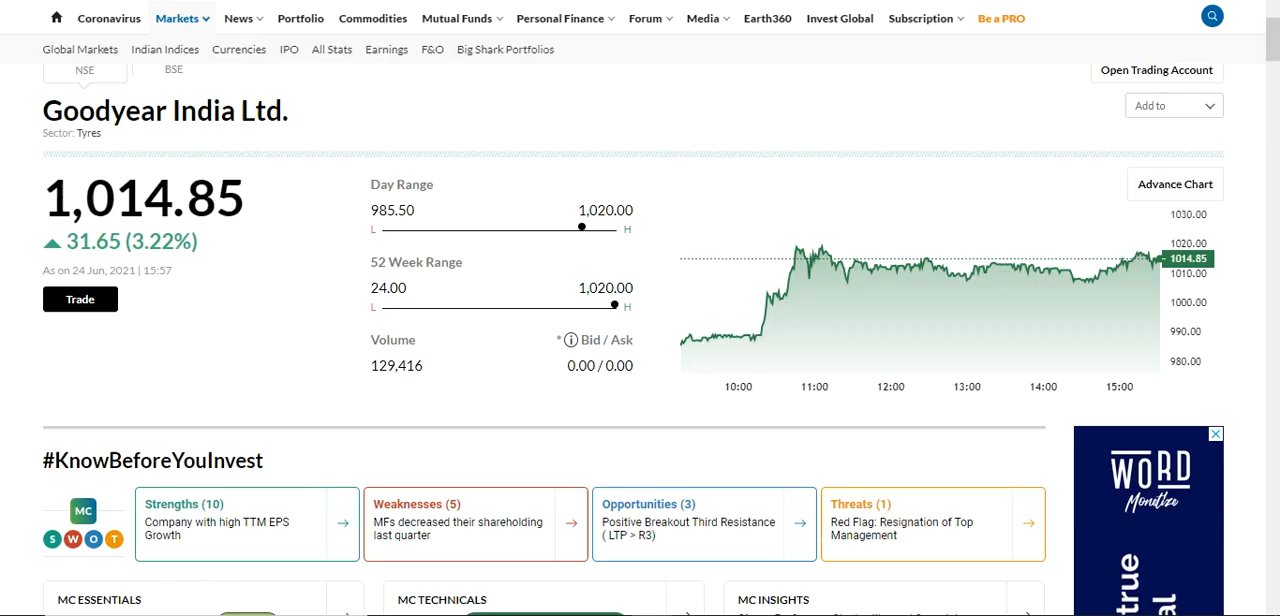 Coronavirus Markets News Portfolio Commodities Mutual Funds Personal Finance Forum Media Earth360 Invest Global Subscription Be a PRO
Global Markets Indian Indices Currencies IPO All Stats Earnings F&O Big Shark Portfolios
NSE BSE
Open Trading Account
Goodyear India Ltd.
Add to
Sector: Tyres
1,014.85
31.65 (3.22%)
As on 24 Jun, 2021 | 15:57
Trade
Day Range
985.50 1,020.00
L H
52 Week Range
24.00 1,020.00
L H
Volume * i Bid / Ask
129,416 0.00 / 0.00
Advance Chart
1030.00
1020.00
1014.85
1010.00
1000.00
990.00
980.00
10:00 11:00 12:00 13:00 14:00 15:00
#KnowBeforeYouInvest
MC
S W O T
Strengths (10)
Company with high TTM EPS
Growth
Weaknesses (5)
MFs decreased their shareholding
last quarter
Opportunities (3)
Positive Breakout Third Resistance
( LTP > R3)
Threats (1)
Red Flag: Resignation of Top
Management
MC ESSENTIALS
MC TECHNICALS
MC INSIGHTS
WORD
Monetize
true